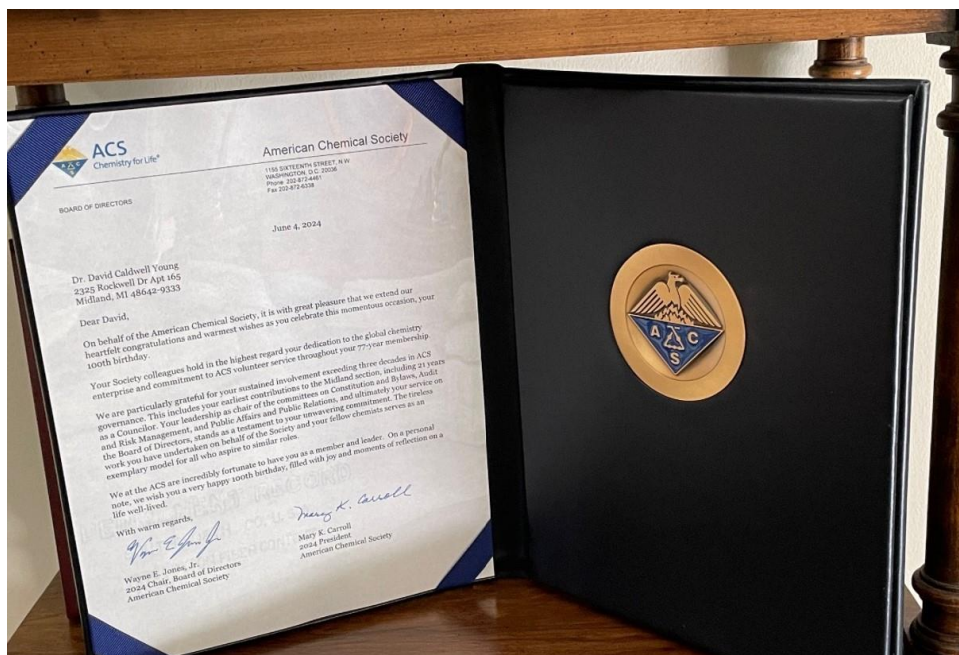 ACS
Chemistry for Life®
American Chemical Society
1155 SIXTEENTH STREET, N.W.
WASHINGTON, D.C. 20036
Phone 202-872-4461
Fax 202-872-6338
BOARD OF DIRECTORS
June 4, 2024
Dr. David Caldwell Young
2325 Rockwell Dr Apt 165
Midland, MI 48642-9333
Dear David,
On behalf of the American Chemical Society, it is with great pleasure that we extend our
heartfelt congratulations and warmest wishes as you celebrate this momentous occasion, your
100th birthday.
Your Society colleagues hold in the highest regard your dedication to the global chemistry
enterprise and commitment to ACS volunteer service throughout your 77-year membership.
We are particularly grateful for your sustained involvement exceeding three decades in ACS
governance. This includes your earliest contributions to the Midland section, including 21 years
as a Councilor. Your leadership as chair of the committees on Constitution and Bylaws, Audit
and Risk Management, and Public Affairs and Public Relations, and ultimately your service on
the Board of Directors, stands as a testament to your unwavering commitment. The tireless
work you have undertaken on behalf of the Society and your fellow chemists serves as an
exemplary model for all who aspire to similar roles.
We at the ACS are incredibly fortunate to have you as a member and leader. On a personal
note, we wish you a very happy 100th birthday, filled with joy and moments of reflection on a
life well-lived.
With warm regards,
Mary K. Carroll
Wayne E. Jones, Jr.
2024 Chair, Board of Directors
American Chemical Society
Mary K. Carroll
2024 President
American Chemical Society
A C
S